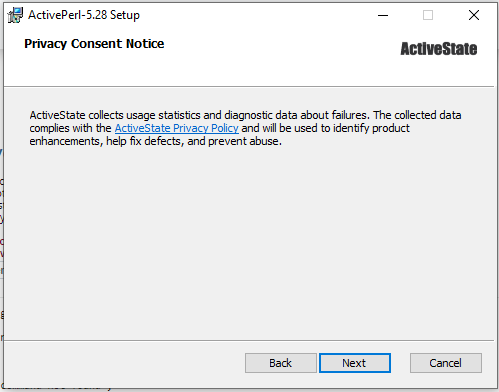 ActivePerl-5.28 Setup
Privacy Consent Notice
ActiveState
ActiveState collects usage statistics and diagnostic data about failures. The collected data
complies with the ActiveState Privacy Policy and will be used to identify product
enhancements, help fix defects, and prevent abuse.
Back
Next
Cancel